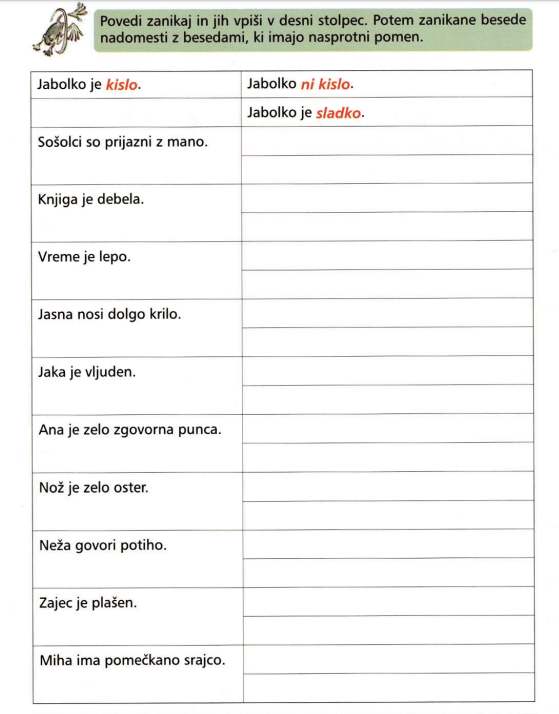 Povedi zanikaj in jih vpiši v desni stolpec. Potem zanikane besede
nadomesti z besedami, ki imajo nasprotni pomen.
Jabolko je kislo.
Jabolko ni kislo.
Jabolko je sladko.
Sošolci so prijazni z mano.
Knjiga je debela.
Vreme je lepo.
Jasna nosi dolgo krilo.
Jaka je vljuden.
Ana je zelo zgovorna punca.
Nož je zelo oster.
Neža govori potiho.
Zajec je plašen.
Miha ima pomečkano srajco.